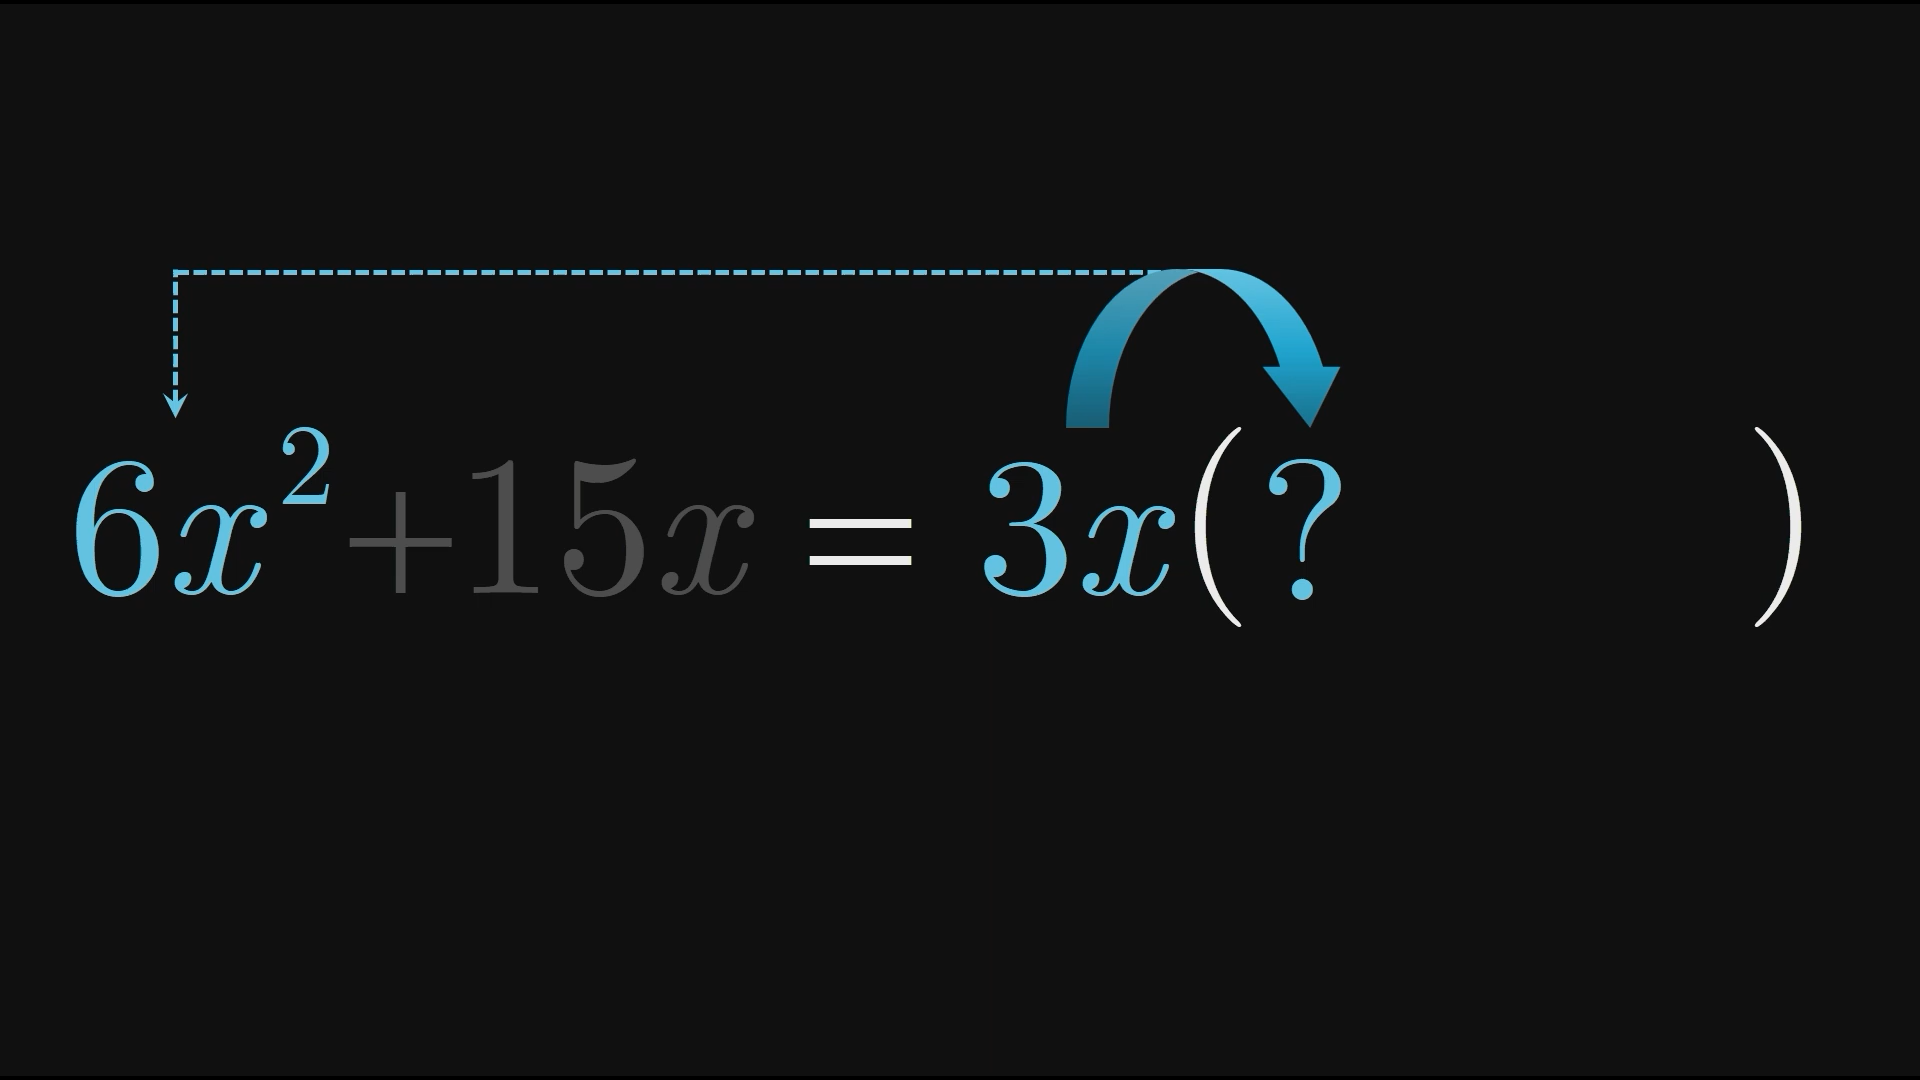 6x²+15x = 3x(? )